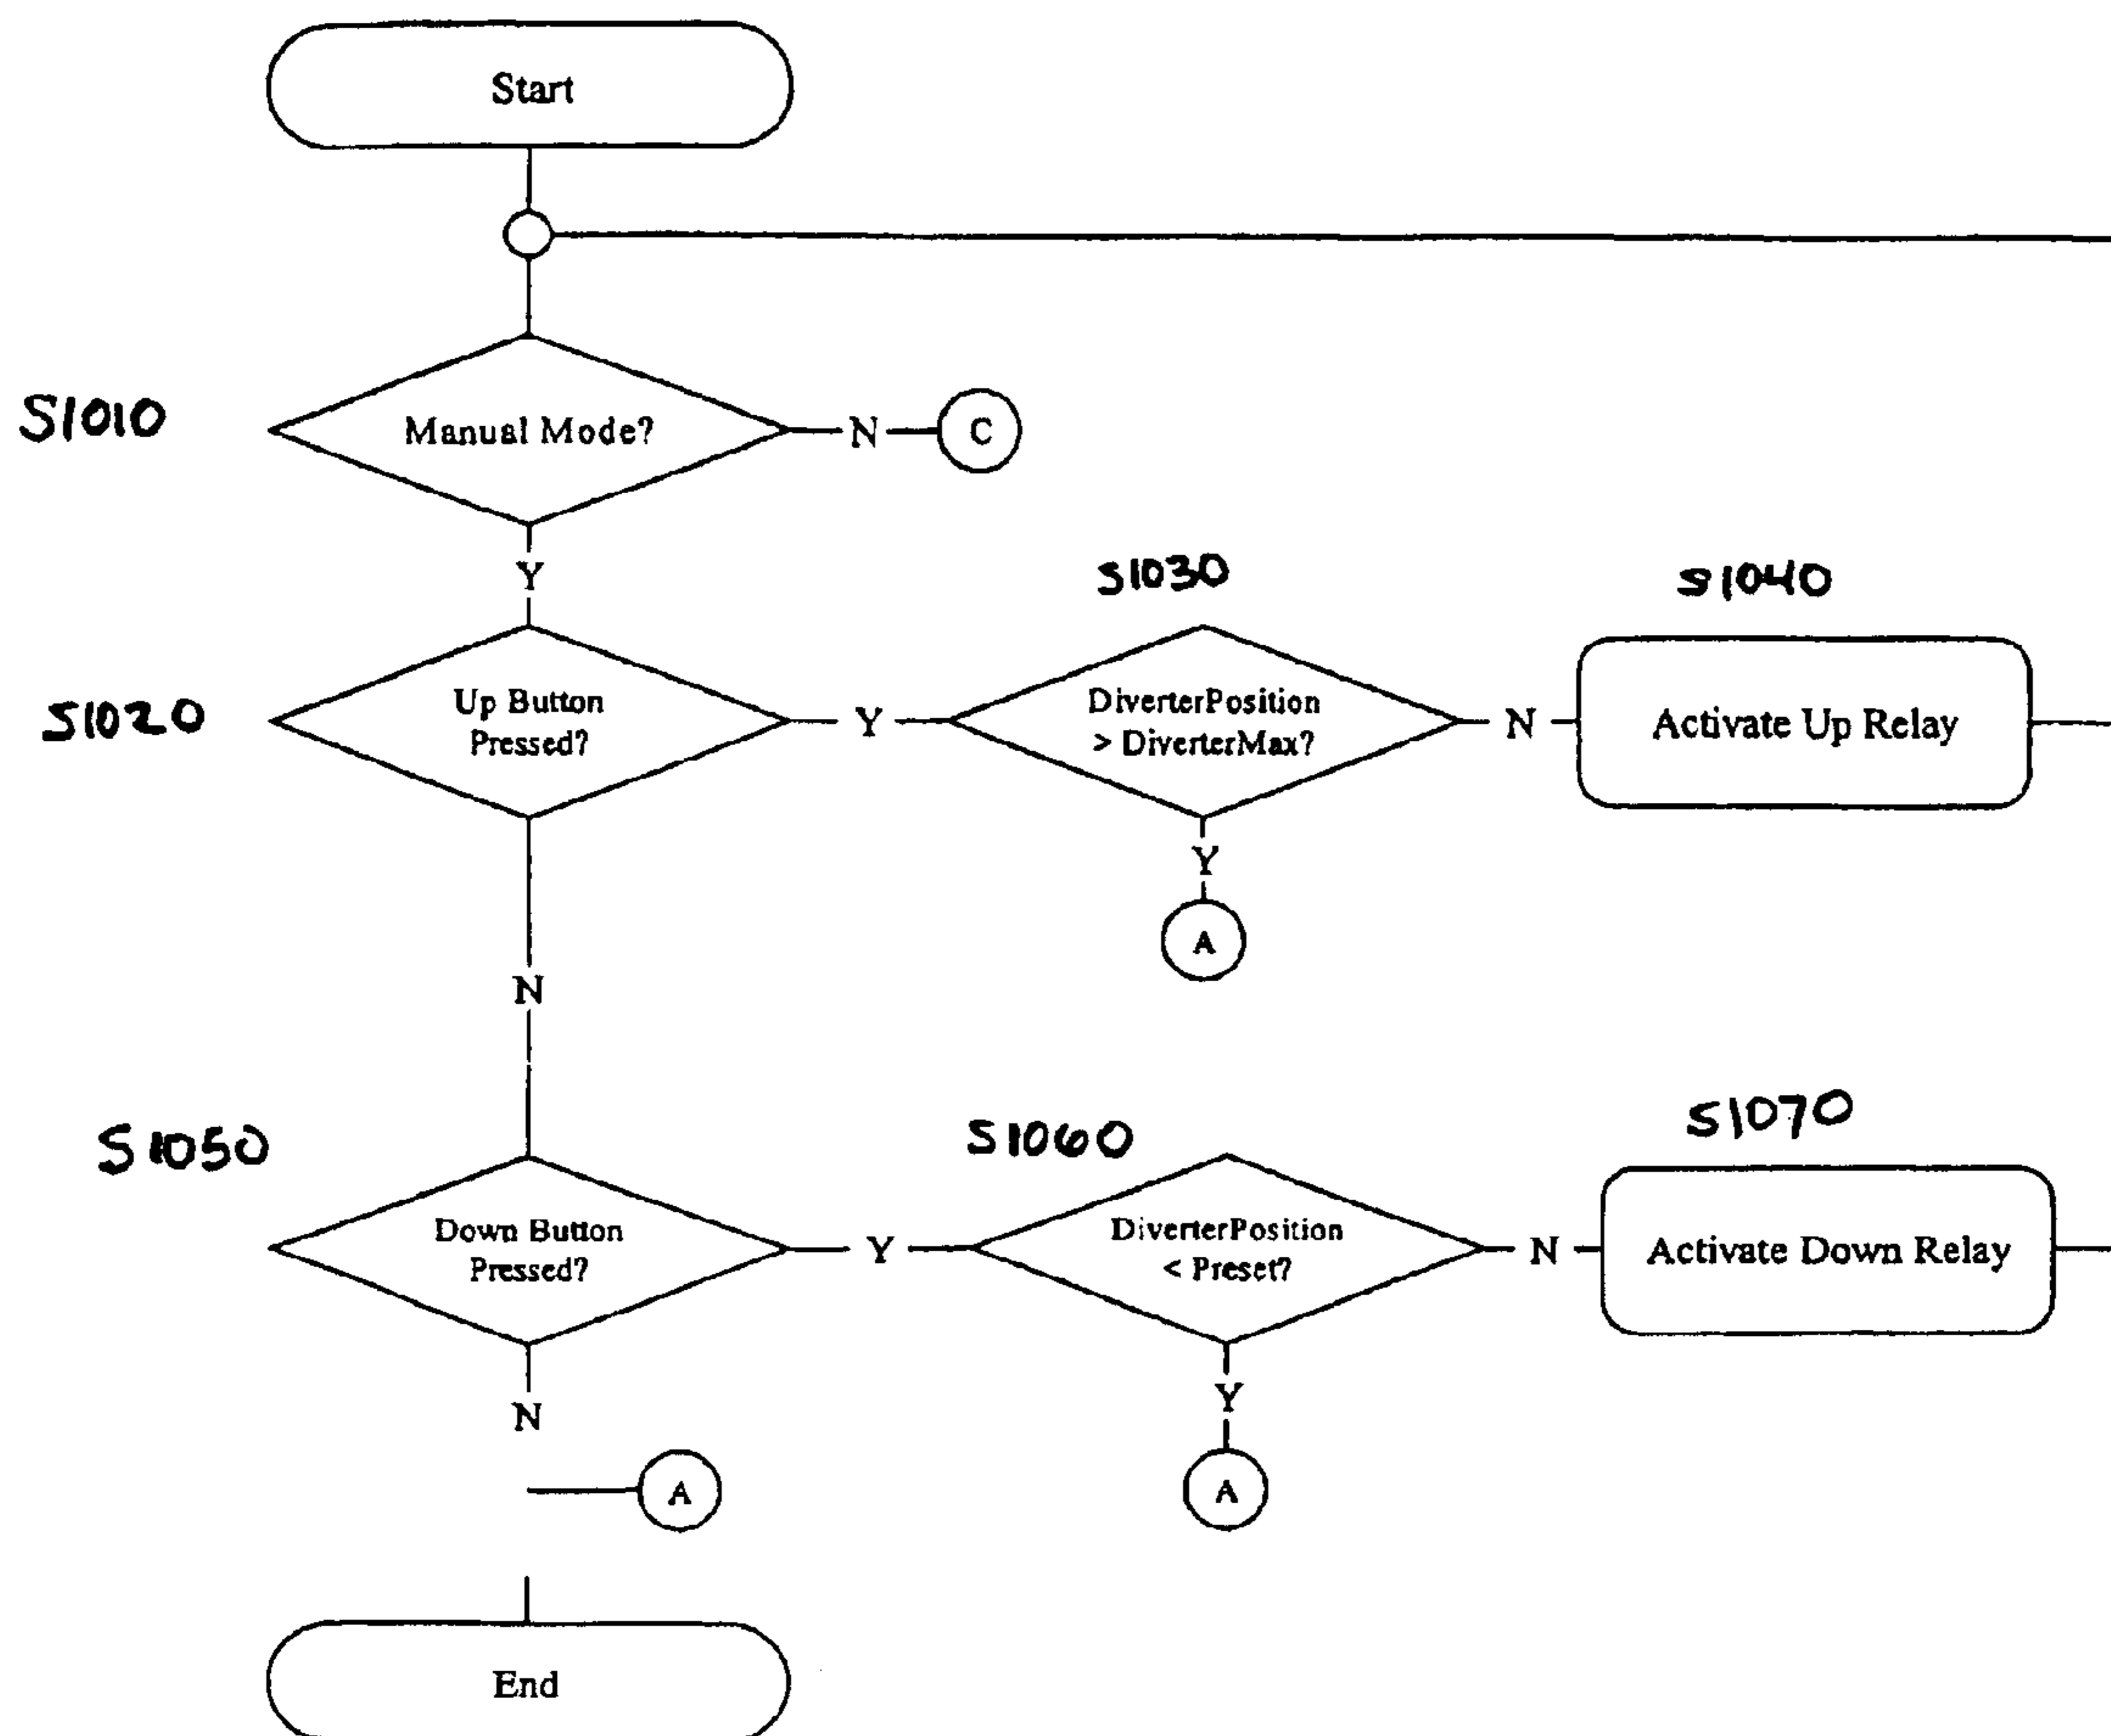 Start
S1010
Manual Mode?
N
C
Y
S1030
S1040
S1020
Up Button
Pressed?
Y
DiverterPosition
> DiverterMax?
N
Activate Up Relay
Y
A
N
S1050
S1060
S1070
Down Button
Pressed?
Y
DiverterPosition
< Preset?
N
Activate Down Relay
N
Y
A
A
End